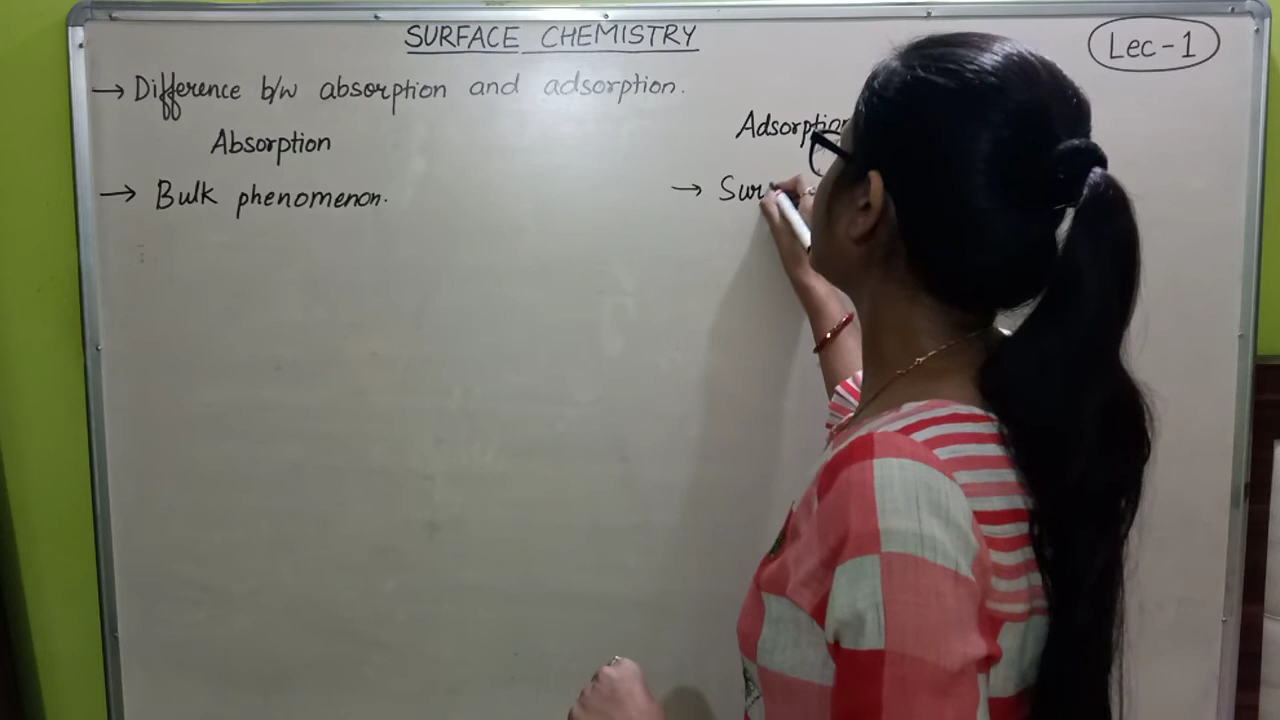 SURFACE CHEMISTRY
Lec-1
→ Difference b/w absorption and adsorption.
Absorption
Adsorption
→ Bulk phenomenon.
→ Sur